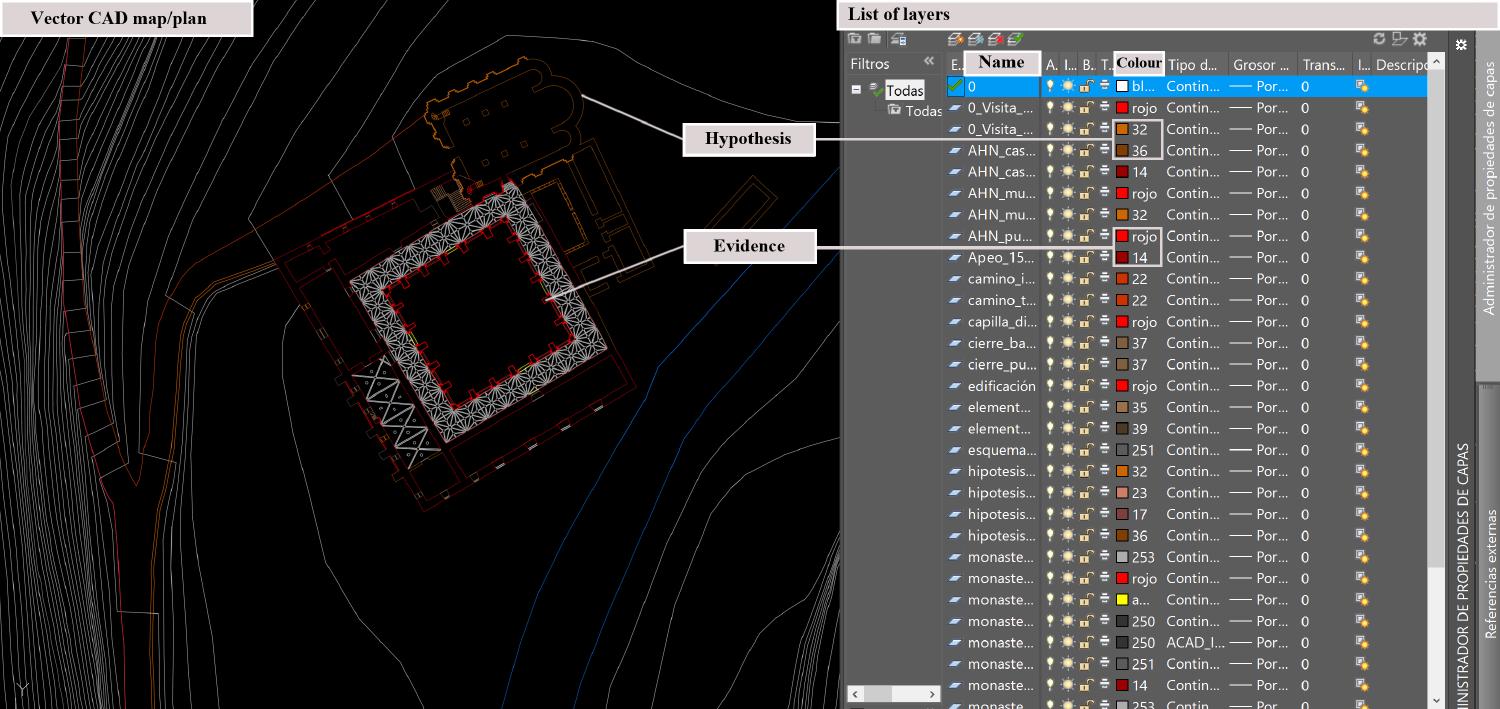 Vector CAD map/plan
List of layers
Filtros
Todas
Todas
Hypothesis
Evidence
Y
E.. Name A. I... B.. T.. Colour Tipo d... Grosor ... Trans... I... Descripc
0 bl... Contin... Por... 0
0_Visita_... rojo Contin... Por... 0
0_Visita_... 32 Contin... Por... 0
AHN_cas... 36 Contin... Por... 0
AHN_cas... 14 Contin... Por... 0
AHN_mu... rojo Contin... Por... 0
AHN_mu... 32 Contin... Por... 0
AHN_pu... rojo Contin... Por... 0
Apeo_15... 14 Contin... Por... 0
camino_i... 22 Contin... Por... 0
camino_t... 22 Contin... Por... 0
capilla_di... rojo Contin... Por... 0
cierre_ba... 37 Contin... Por... 0
cierre_pu... 37 Contin... Por... 0
edificación rojo Contin... Por... 0
element... 35 Contin... Por... 0
element... 39 Contin... Por... 0
esquema... 251 Contin... Por... 0
hipotesis... 32 Contin... Por... 0
hipotesis... 23 Contin... Por... 0
hipotesis... 17 Contin... Por... 0
hipotesis... 36 Contin... Por... 0
monaste... 253 Contin... Por... 0
monaste... rojo Contin... Por... 0
monaste... a... Contin... Por... 0
monaste... 250 Contin... Por... 0
monaste... 250 ACAD_I... Por... 0
monaste... 251 Contin... Por... 0
monaste... 14 Contin... Por... 0
monaste... 253 Contin... Por... 0
Administrador de propiedades de capas
Referencias externas
MINISTRADOR DE PROPIEDADES DE CAPAS